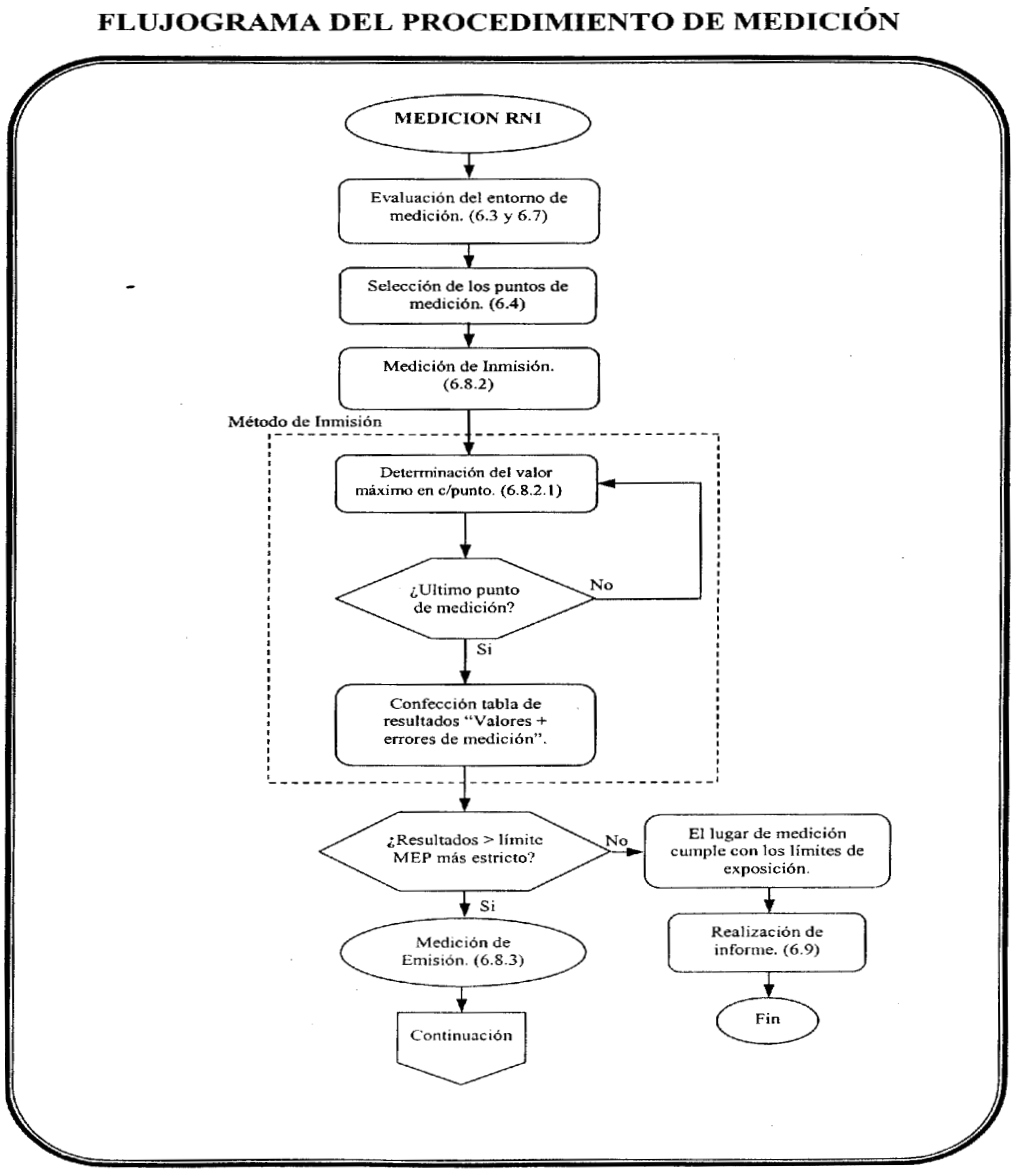 FLUJOGRAMA DEL PROCEDIMIENTO DE MEDICIÓN
MEDICION RNI
Evaluación del entorno de
medición. (6.3 y 6.7)
Selección de los puntos de
medición. (6.4)
Medición de Inmisión.
(6.8.2)
Método de Inmisión
Determinación del valor
máximo en c/punto. (6.8.2.1)
¿Ultimo punto
de medición?
No
Si
Confección tabla de
resultados “Valores +
errores de medición”.
¿Resultados > límite
MEP más estricto?
No
El lugar de medición
cumple con los límites de
exposición.
Si
Medición de
Emisión. (6.8.3)
Realización de
informe. (6.9)
Continuación
Fin